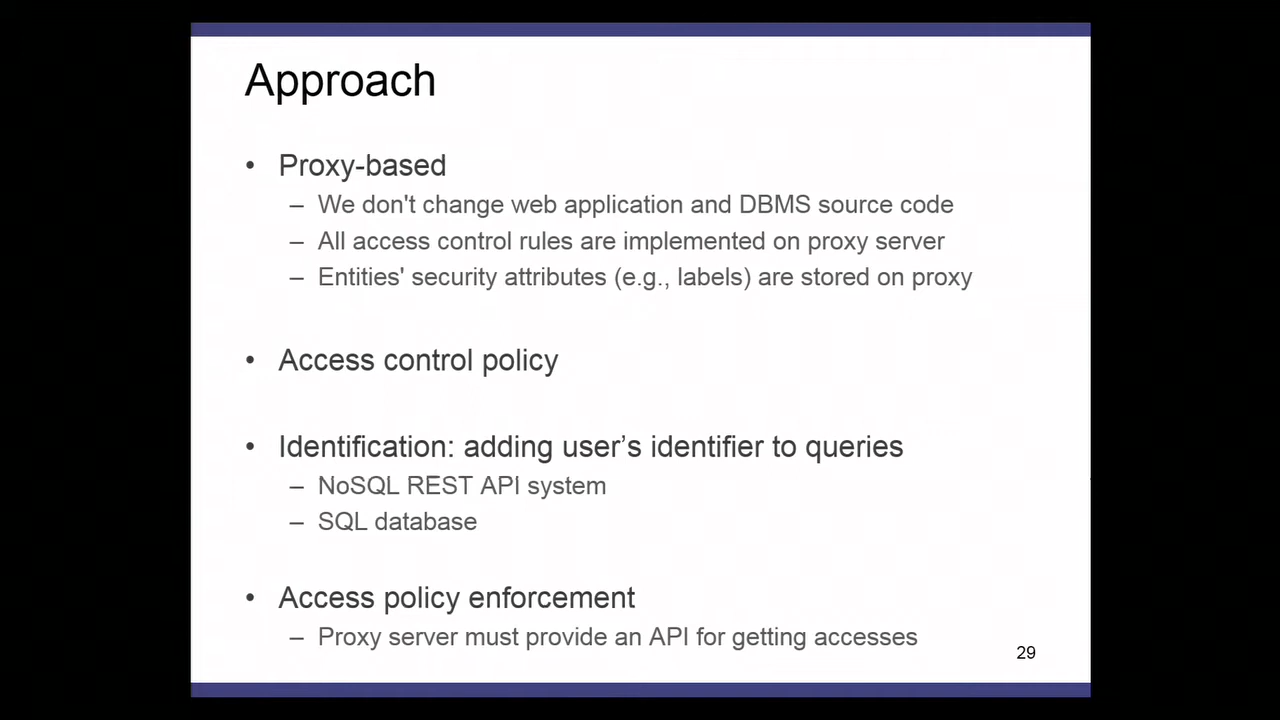 Approach
• Proxy-based
– We don't change web application and DBMS source code
– All access control rules are implemented on proxy server
– Entities' security attributes (e.g., labels) are stored on proxy
• Access control policy
• Identification: adding user’s identifier to queries
– NoSQL REST API system
– SQL database
• Access policy enforcement
– Proxy server must provide an API for getting accesses
29